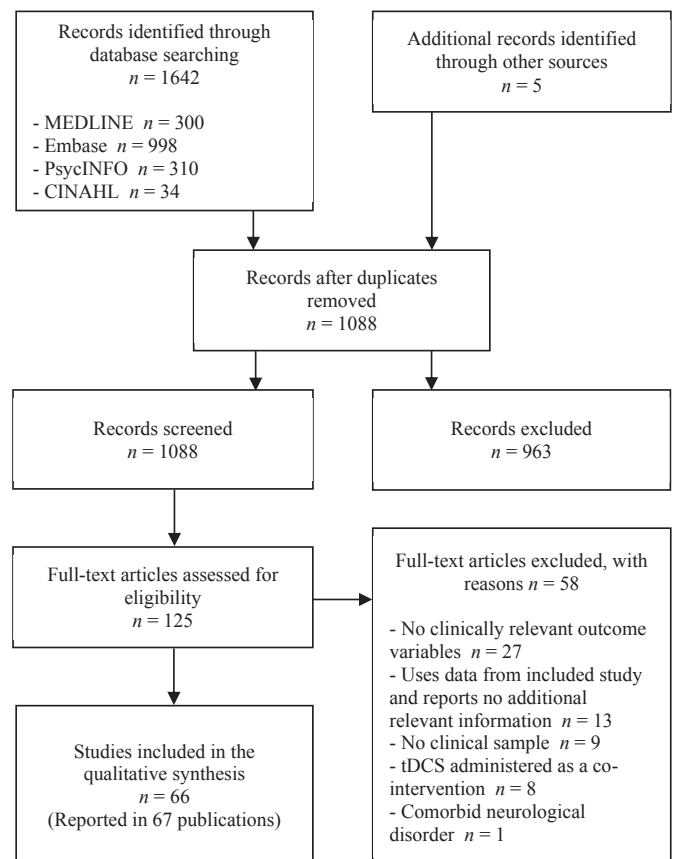 Records identified through
database searching
n = 1642
- MEDLINE n = 300
- Embase n = 998
- PsycINFO n = 310
- CINAHL n = 34
Additional records identified
through other sources
n = 5
Records after duplicates
removed
n = 1088
Records screened
n = 1088
Records excluded
n = 963
Full-text articles assessed for
eligibility
n = 125
Full-text articles excluded, with
reasons n = 58
- No clinically relevant outcome
variables n = 27
- Uses data from included study
and reports no additional
relevant information n = 13
- No clinical sample n = 9
- tDCS administered as a co-
intervention n = 8
- Comorbid neurological
disorder n = 1
Studies included in the
qualitative synthesis
n = 66
(Reported in 67 publications)